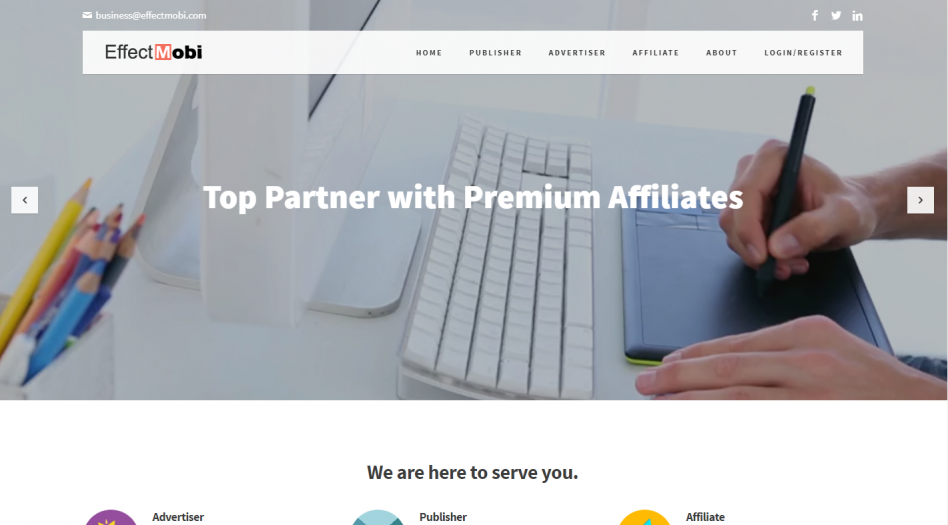 business@effectmobi.com
EffectMobi
HOME PUBLISHER ADVERTISER AFFILIATE ABOUT LOGIN/REGISTER
Top Partner with Premium Affiliates
We are here to serve you.
Advertiser Publisher Affiliate